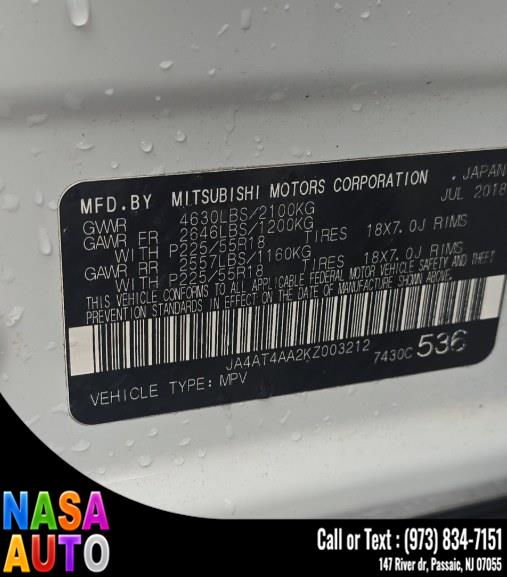 MFD.BY MITSUBISHI MOTORS CORPORATION , JAPAN
GVWR 4630LBS/2100KG JUL 2018
GAWR FR 2646LBS/1200KG
WITH P225/55R18 TIRES 18X7.0J RIMS
GAWR RR 2557LBS/1160KG
WITH P225/55R18 TIRES 18X7.0J RIMS
THIS VEHICLE CONFORMS TO ALL APPLICABLE FEDERAL MOTOR VEHICLE SAFETY AND THEFT
PREVENTION STANDARDS IN EFFECT ON THE DATE OF MANUFACTURE SHOWN ABOVE.
JA4AT4AA2KZ003212 7430C 536
VEHICLE TYPE: MPV
NASA
AUTO
Call or Text : (973) 834-7151
147 River dr, Passaic, NJ 07055